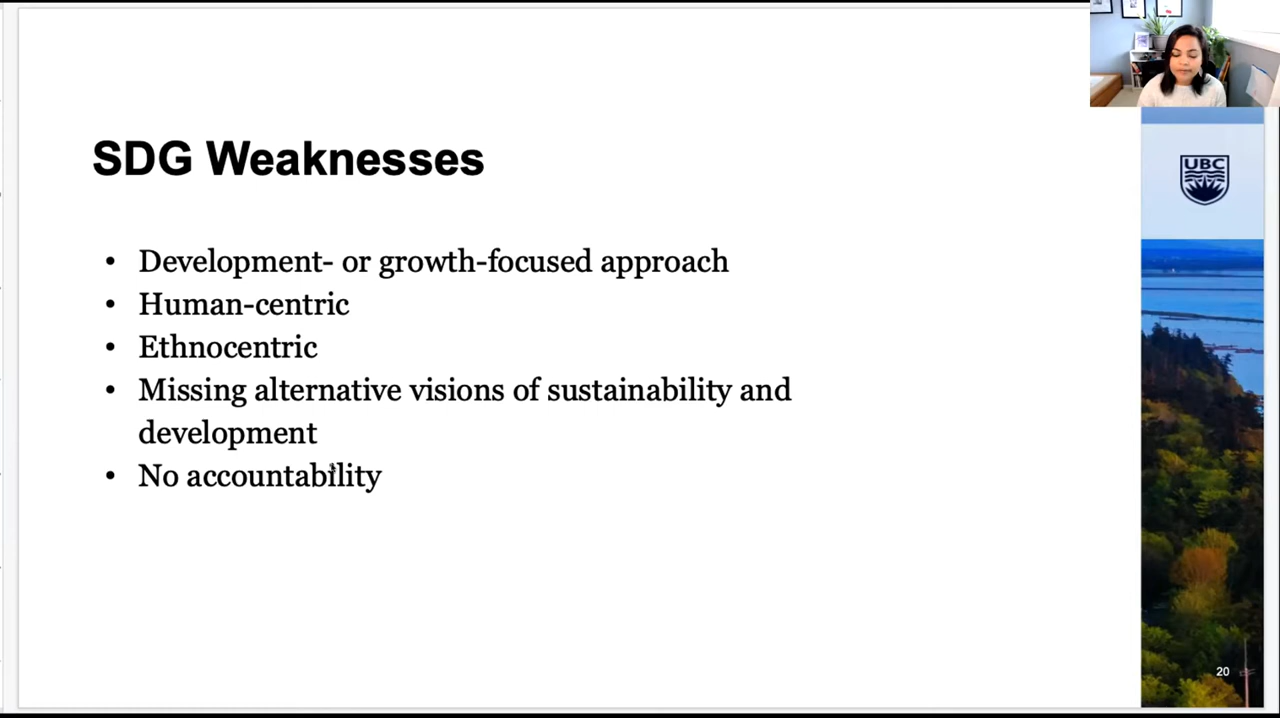 SDG Weaknesses
UBC
• Development- or growth-focused approach
• Human-centric
• Ethnocentric
• Missing alternative visions of sustainability and
development
• No accountability
20